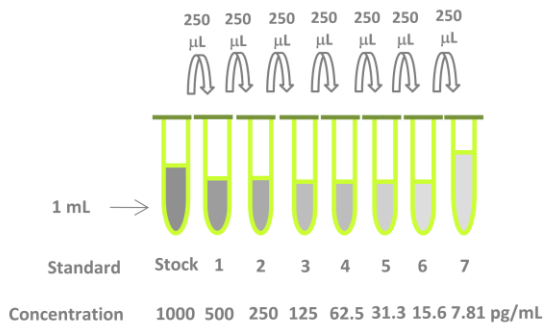 250 250 250 250 250 250 250
μL μL μL μL μL μL μL
1 mL
Standard Stock 1 2 3 4 5 6 7
Concentration 1000 500 250 125 62.5 31.3 15.6 7.81 pg/mL